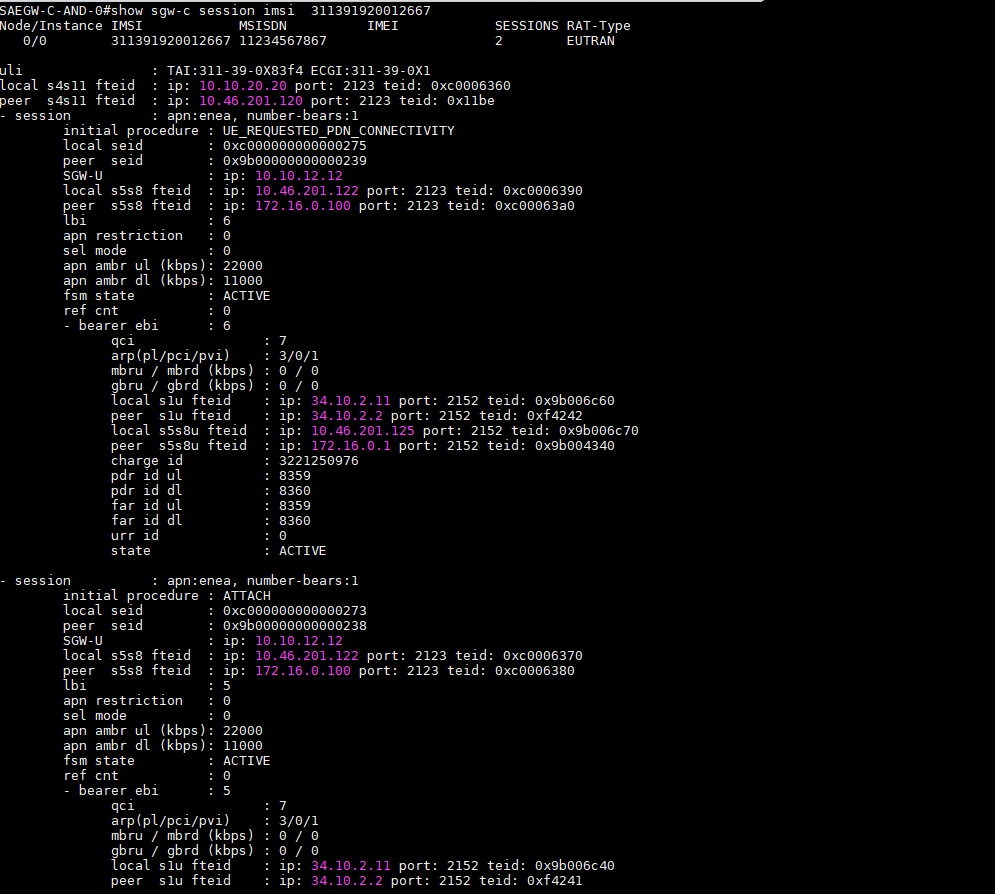 SAEGW-C-AND-0#show sgw-c session imsi  311391920012667
Node/Instance IMSI            MSISDN          IMEI            SESSIONS RAT-Type
   0/0        311391920012667 11234567867                     2        EUTRAN
uli                : TAI:311-39-0X83f4 ECGI:311-39-0X1
local s4s11 fteid  : ip: 10.10.20.20 port: 2123 teid: 0xc0006360
peer  s4s11 fteid  : ip: 10.46.201.120 port: 2123 teid: 0x11be
- session          : apn:enea, number-bears:1
        initial procedure : UE_REQUESTED_PDN_CONNECTIVITY
        local seid        : 0xc000000000000275
        peer  seid        : 0x9b00000000000239
        SGW-U             : ip: 10.10.12.12
        local s5s8 fteid  : ip: 10.46.201.122 port: 2123 teid: 0xc0006390
        peer  s5s8 fteid  : ip: 172.16.0.100 port: 2123 teid: 0xc00063a0
        lbi               : 6
        apn restriction   : 0
        sel mode          : 0
        apn ambr ul (kbps): 22000
        apn ambr dl (kbps): 11000
        fsm state         : ACTIVE
        ref cnt           : 0
        - bearer ebi      : 6
              qci                : 7
              arp(pl/pci/pvi)    : 3/0/1
              mbru / mbrd (kbps) : 0 / 0
              gbru / gbrd (kbps) : 0 / 0
              local s1u fteid    : ip: 34.10.2.11 port: 2152 teid: 0x9b006c60
              peer  s1u fteid    : ip: 34.10.2.2 port: 2152 teid: 0xf4242
              local s5s8u fteid  : ip: 10.46.201.125 port: 2152 teid: 0x9b006c70
              peer  s5s8u fteid  : ip: 172.16.0.1 port: 2152 teid: 0x9b004340
              charge id          : 3221250976
              pdr id ul          : 8359
              pdr id dl          : 8360
              far id ul          : 8359
              far id dl          : 8360
              urr id             : 0
              state              : ACTIVE
- session          : apn:enea, number-bears:1
        initial procedure : ATTACH
        local seid        : 0xc000000000000273
        peer  seid        : 0x9b00000000000238
        SGW-U             : ip: 10.10.12.12
        local s5s8 fteid  : ip: 10.46.201.122 port: 2123 teid: 0xc0006370
        peer  s5s8 fteid  : ip: 172.16.0.100 port: 2123 teid: 0xc0006380
        lbi               : 5
        apn restriction   : 0
        sel mode          : 0
        apn ambr ul (kbps): 22000
        apn ambr dl (kbps): 11000
        fsm state         : ACTIVE
        ref cnt           : 0
        - bearer ebi      : 5
              qci                : 7
              arp(pl/pci/pvi)    : 3/0/1
              mbru / mbrd (kbps) : 0 / 0
              gbru / gbrd (kbps) : 0 / 0
              local s1u fteid    : ip: 34.10.2.11 port: 2152 teid: 0x9b006c40
              peer  s1u fteid    : ip: 34.10.2.2 port: 2152 teid: 0xf4241